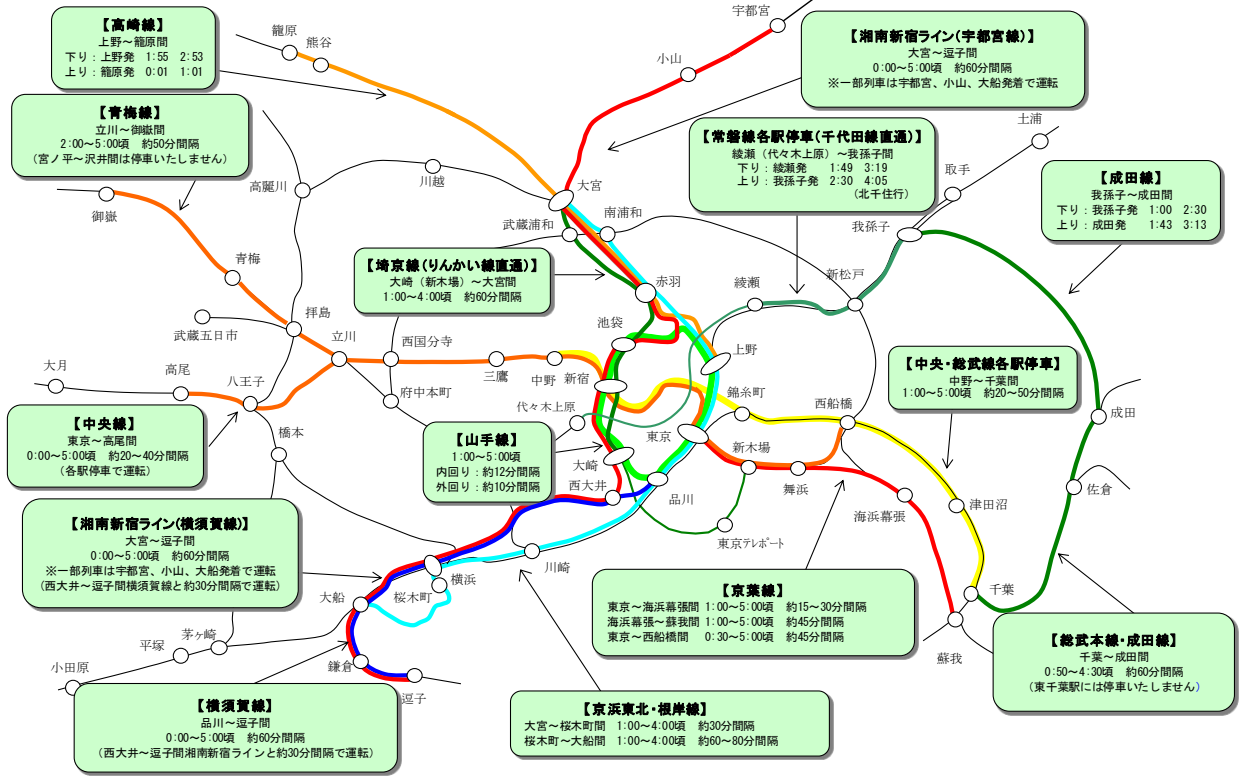 【高崎線】
上野～籠原間
下り：上野発 1:55 2:53
上り：籠原発 0:01 1:01
籠原
熊谷
宇都宮
小山
【湘南新宿ライン(宇都宮線)】
大宮～逗子間
0:00～5:00頃 約60分間隔
※一部列車は宇都宮、小山、大船発着で運転
【青梅線】
立川～御嶽間
2:00～5:00頃 約50分間隔
(宮ノ平～沢井間は停車いたしません)
【常磐線各駅停車(千代田線直通)】
綾瀬（代々木上原）～我孫子間
下り：綾瀬発 1:49 3:19
上り：我孫子発 2:30 4:05
(北千住行)
土浦
取手
我孫子
【成田線】
我孫子～成田間
下り：我孫子発 1:00 2:30
上り：成田発 1:43 3:13
御嶽
高麗川
川越
大宮
武蔵浦和
南浦和
青梅
【埼京線(りんかい線直通)】
大崎（新木場）～大宮間
1:00～4:00頃 約60分間隔
赤羽
綾瀬
新松戸
武蔵五日市
拝島
立川
西国分寺
池袋
上野
大月
高尾
八王子
府中本町
三鷹
中野
新宿
代々木上原
錦糸町
西船橋
【中央・総武線各駅停車】
中野～千葉間
1:00～5:00頃 約20～50分間隔
成田
【中央線】
東京～高尾間
0:00～5:00頃 約20～40分間隔
(各駅停車で運転)
橋本
【山手線】
1:00～5:00頃
内回り：約12分間隔
外回り：約10分間隔
東京
大崎
西大井
品川
新木場
舞浜
海浜幕張
津田沼
佐倉
東京テレポート
【湘南新宿ライン(横須賀線)】
大宮～逗子間
0:00～5:00頃 約60分間隔
※一部列車は宇都宮、小山、大船発着で運転
(西大井～逗子間横須賀線と約30分間隔で運転)
川崎
横浜
桜木町
大船
【京葉線】
東京～海浜幕張間 1:00～5:00頃 約15～30分間隔
海浜幕張～蘇我間 1:00～5:00頃 約45分間隔
東京～西船橋間 0:30～5:00頃 約45分間隔
千葉
蘇我
【総武本線・成田線】
千葉～成田間
0:50～4:30頃 約60分間隔
(東千葉駅には停車いたしません)
小田原
平塚
茅ヶ崎
鎌倉
逗子
【横須賀線】
品川～逗子間
0:00～5:00頃 約60分間隔
(西大井～逗子間湘南新宿ラインと約30分間隔で運転)
【京浜東北・根岸線】
大宮～桜木町間 1:00～4:00頃 約30分間隔
桜木町～大船間 1:00～4:00頃 約60～80分間隔